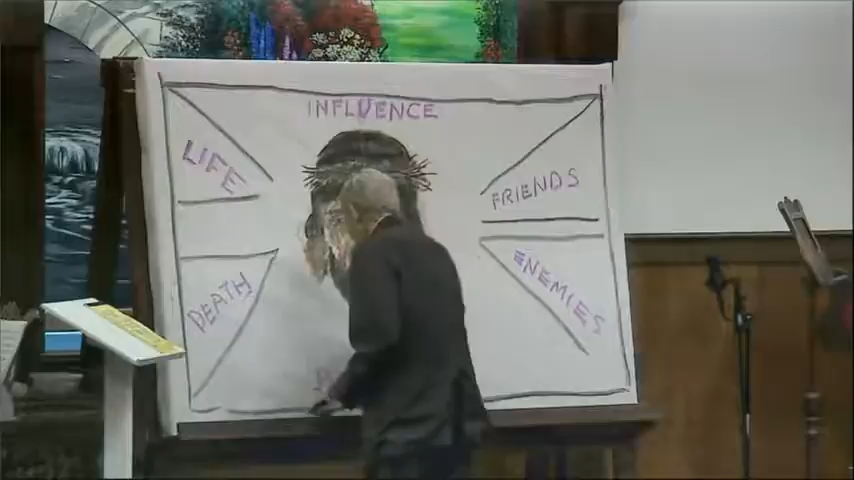 INFLUENCE
LIFE
FRIENDS
DEATH
ENEMIES